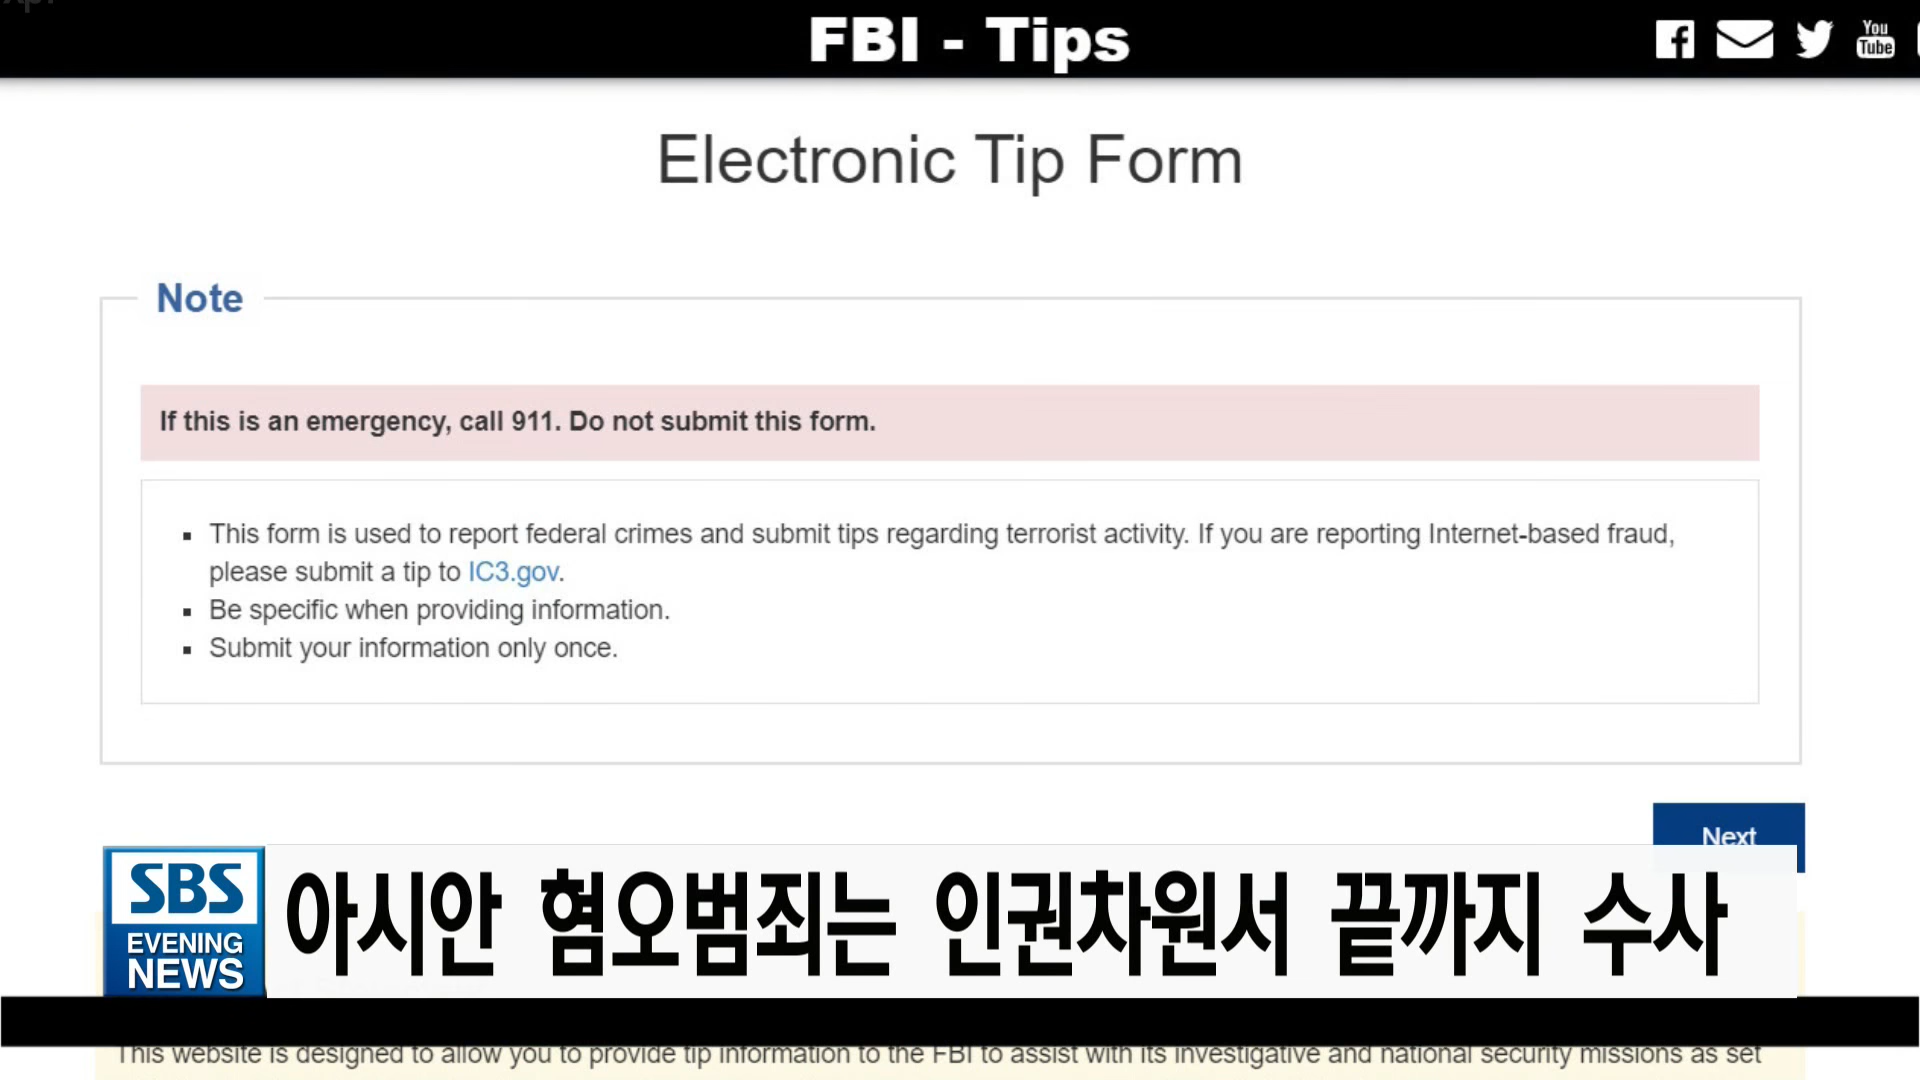 FBI - Tips
You
Tube
Electronic Tip Form
Note
If this is an emergency, call 911. Do not submit this form.
▪ This form is used to report federal crimes and submit tips regarding terrorist activity. If you are reporting Internet-based fraud,
please submit a tip to IC3.gov.
▪ Be specific when providing information.
▪ Submit your information only once.
Next
SBS
EVENING
NEWS
아시안 혐오범죄는 인권차원서 끝까지 수사
This website is designed to allow you to provide tip information to the FBI to assist with its investigative and national security missions as set